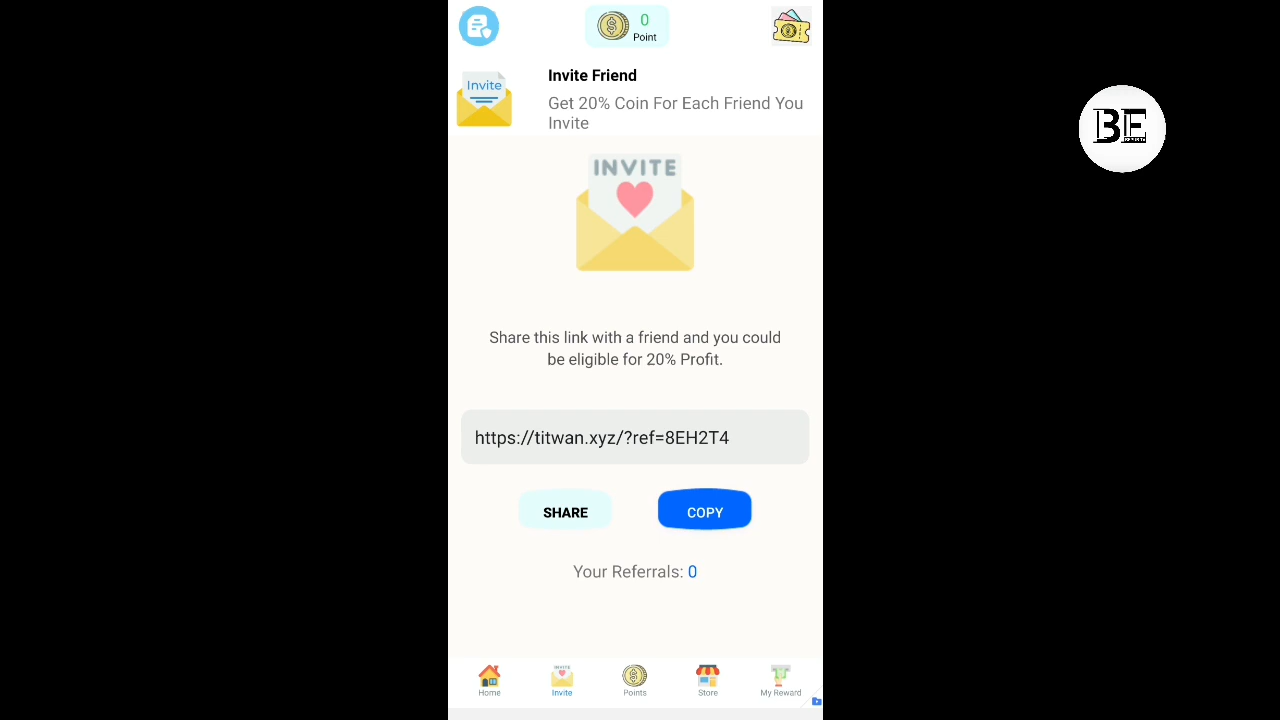 0
Point
Invite
Invite Friend
Get 20% Coin For Each Friend You
Invite
BE
INVITE
Share this link with a friend and you could
be eligible for 20% Profit.
https://titwan.xyz/?ref=8EH2T4
SHARE
COPY
Your Referrals: 0
INVITE
Home
Invite
Points
Store
My Reward